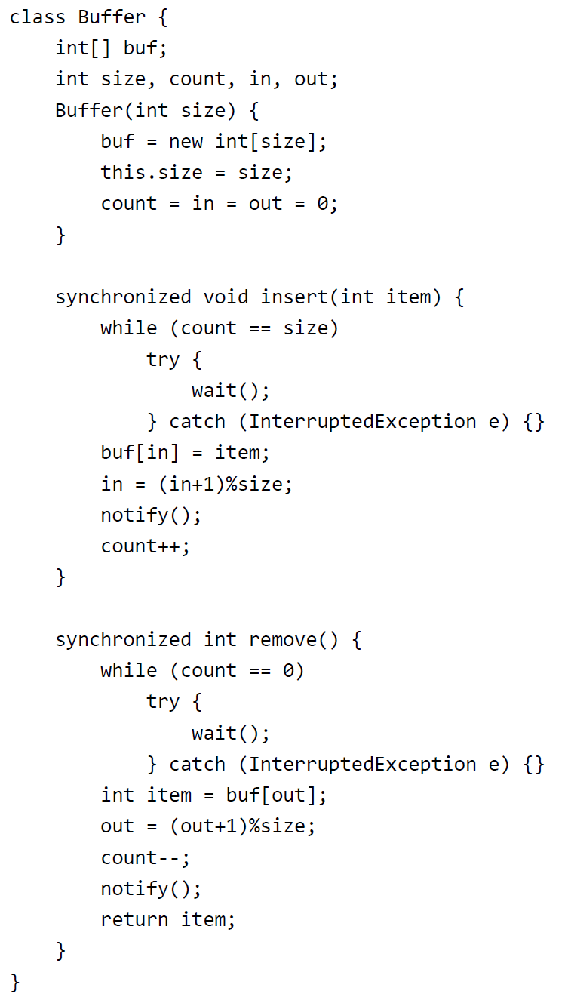 class Buffer {
    int[] buf;
    int size, count, in, out;
    Buffer(int size) {
        buf = new int[size];
        this.size = size;
        count = in = out = 0;
    }

    synchronized void insert(int item) {
        while (count == size)
            try {
                wait();
            } catch (InterruptedException e) {}
        buf[in] = item;
        in = (in+1)%size;
        notify();
        count++;
    }

    synchronized int remove() {
        while (count == 0)
            try {
                wait();
            } catch (InterruptedException e) {}
        int item = buf[out];
        out = (out+1)%size;
        count--;
        notify();
        return item;
    }
}